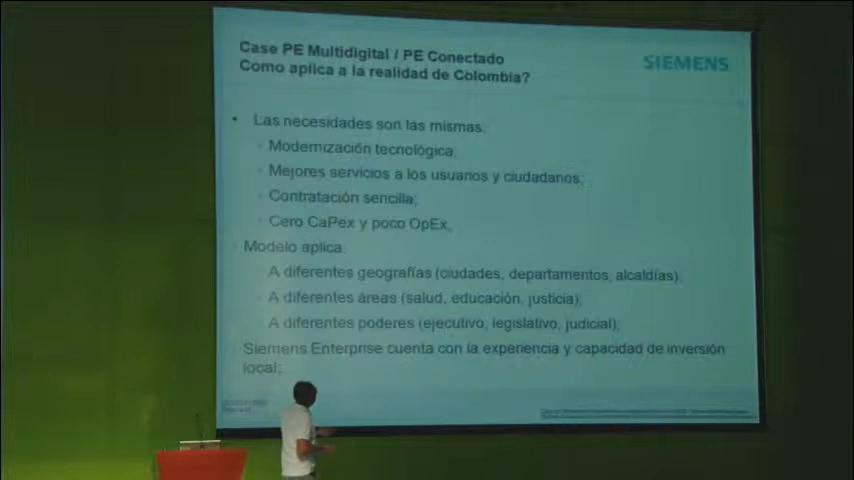 Case PE Multidigital / PE Conectado
Como aplica a la realidad de Colombia?
SIEMENS
• Las necesidades son las mismas:
Modernización tecnológica;
Mejores servicios a los usuarios y ciudadanos;
Contratación sencilla;
Cero CaPex y poco OpEx.
Modelo aplica:
A diferentes geografías (ciudades, departamentos, alcaldías);
A diferentes áreas (salud, educación, justicia);
A diferentes poderes (ejecutivo, legislativo, judicial);
Siemens Enterprise cuenta con la experiencia y capacidad de inversión
local;